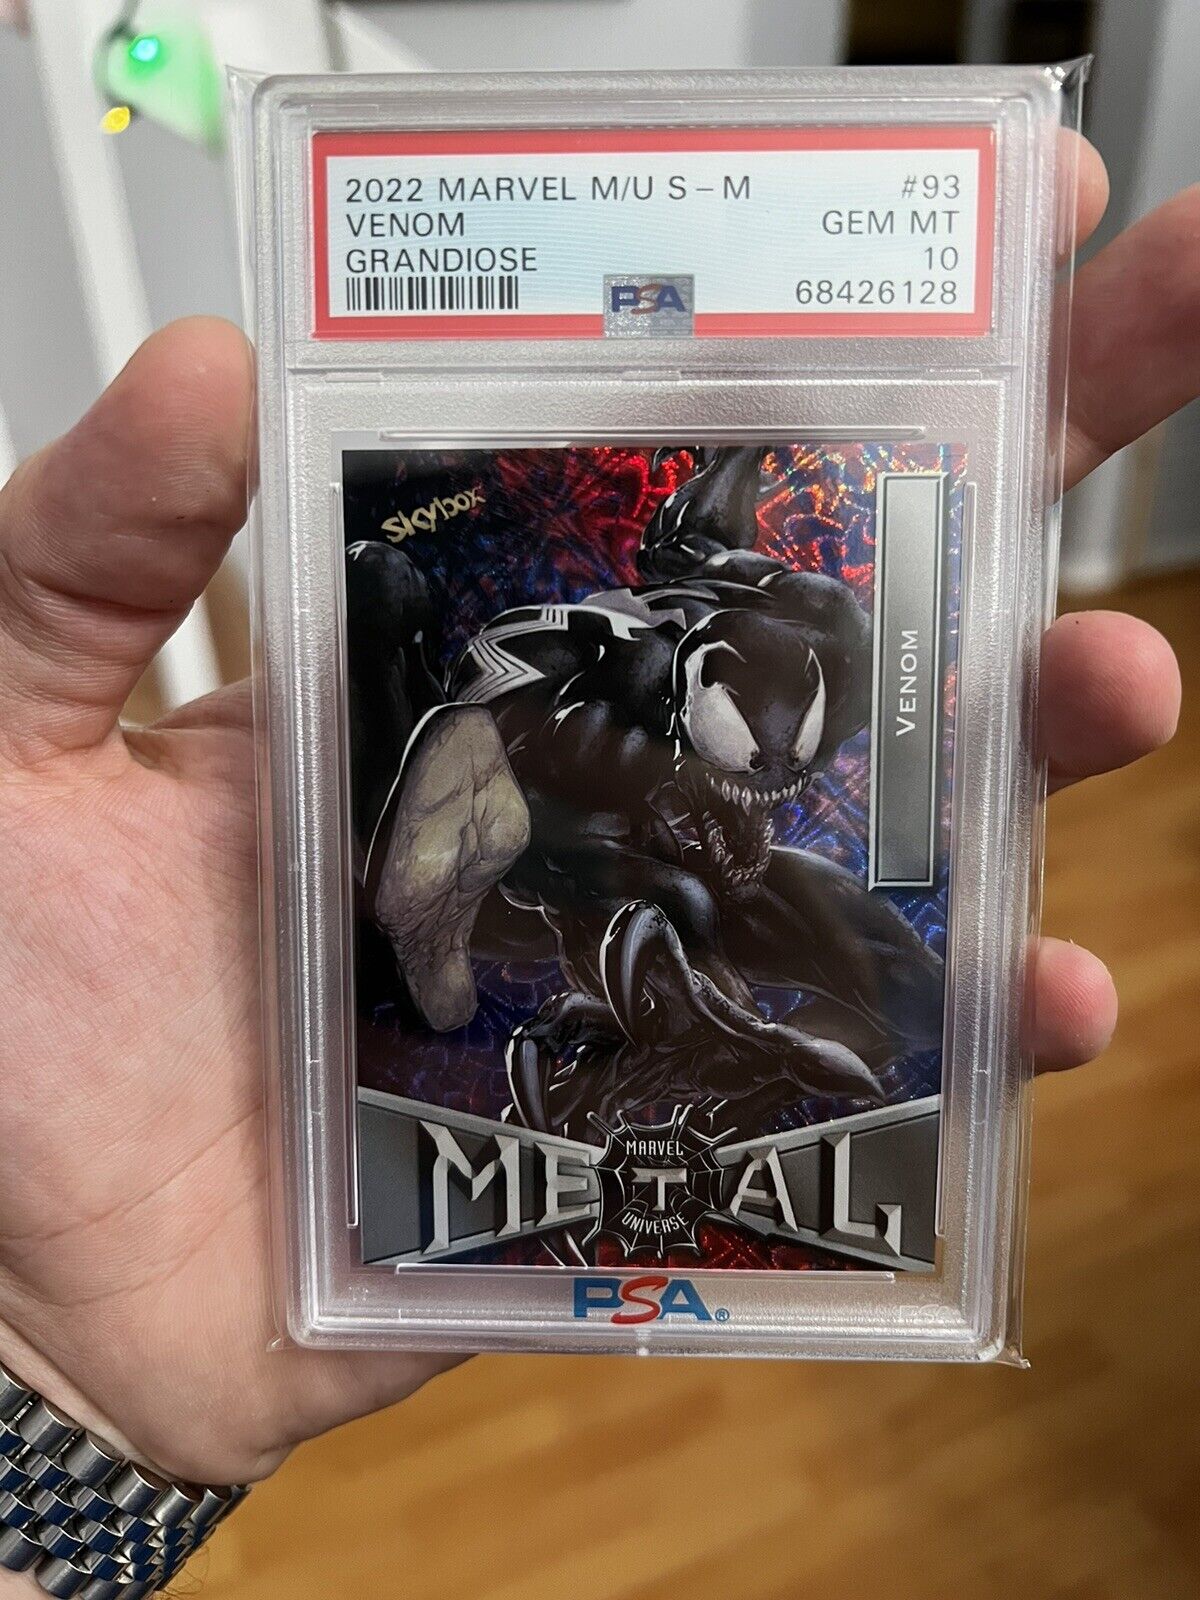 2022 MARVEL M/U S-M #93
VENOM GEM MT
GRANDIOSE 10
PSA 68426128
skybox
VENOM
MARVEL
METAL
UNIVERSE
PSA®